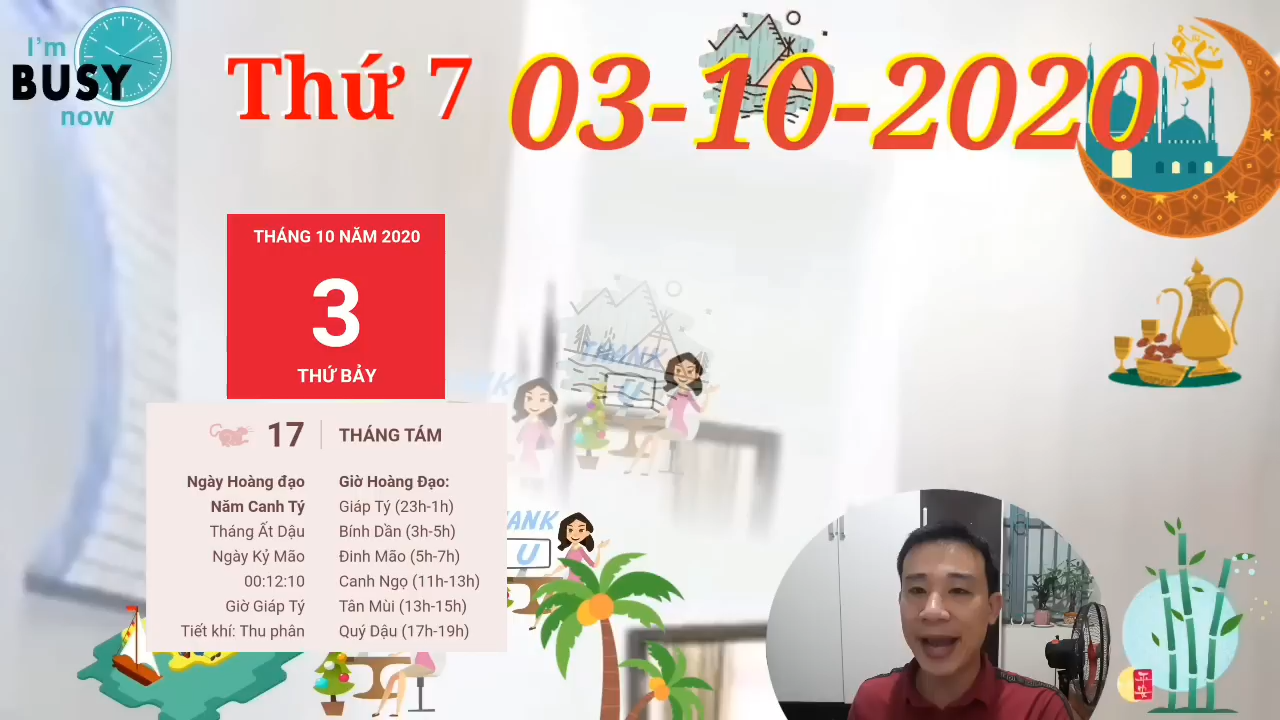 I'm
BUSY
now
Thứ 7
03-10-2020
THÁNG 10 NĂM 2020
3
THỨ BẢY
17
THÁNG TÁM
Ngày Hoàng đạo
Năm Canh Tý
Tháng Ất Dậu
Ngày Kỷ Mão
00:12:10
Giờ Giáp Tý
Tiết khí: Thu phân
Giờ Hoàng Đạo:
Giáp Tý (23h-1h)
Bính Dần (3h-5h)
Đinh Mão (5h-7h)
Canh Ngọ (11h-13h)
Tân Mùi (13h-15h)
Quý Dậu (17h-19h)
THANK
U
ANK
U